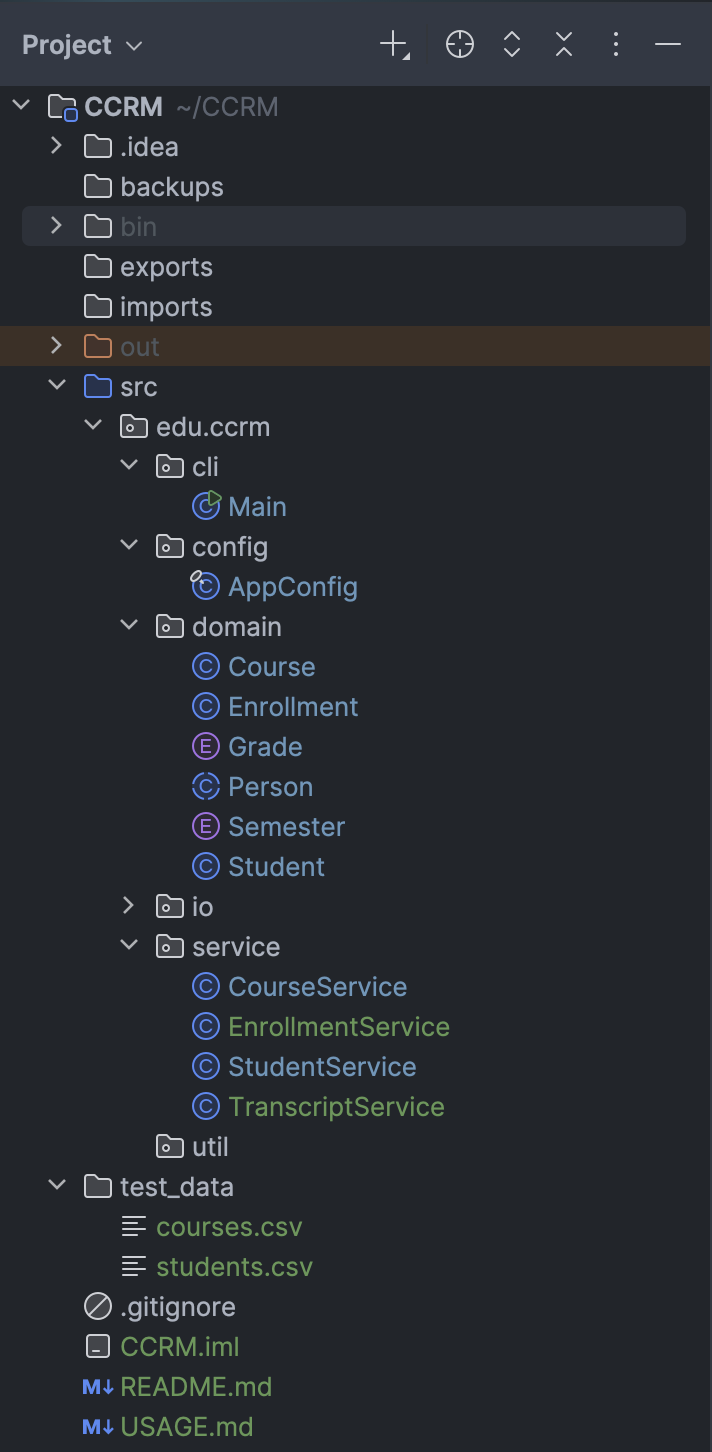 Project
CCRM ~/CCRM
.idea
backups
bin
exports
imports
out
src
edu.ccrm
cli
Main
config
AppConfig
domain
Course
Enrollment
Grade
Person
Semester
Student
io
service
CourseService
EnrollmentService
StudentService
TranscriptService
util
test_data
courses.csv
students.csv
.gitignore
CCRM.iml
README.md
USAGE.md